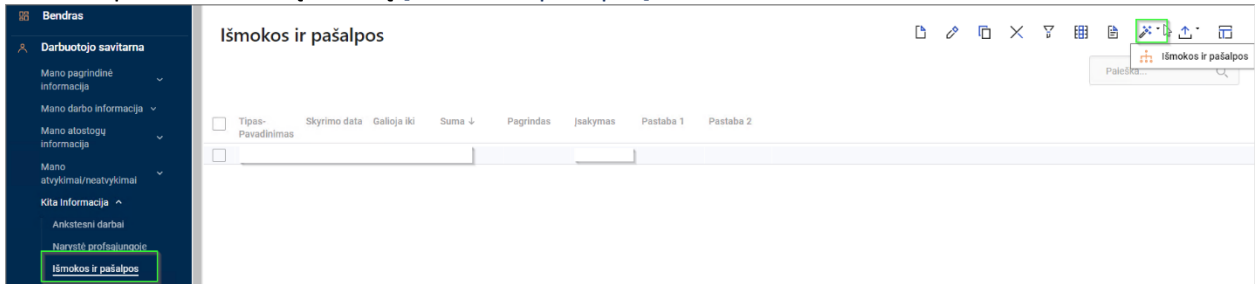 Bendras
Darbuotojo savitarna
Mano pagrindinė
informacija
Mano darbo informacija
Mano atostogų
informacija
Mano
atvykimai/neatvykimai
Kita Informacija
Ankstesni darbai
Narystė profsąjungoje
Išmokos ir pašalpos
Išmokos ir pašalpos
Išmokos ir pašalpos
Paieška...
Tipas-
Pavadinimas
Skyrimo data
Galioja iki
Suma ↓
Pagrindas
Įsakymas
Pastaba 1
Pastaba 2